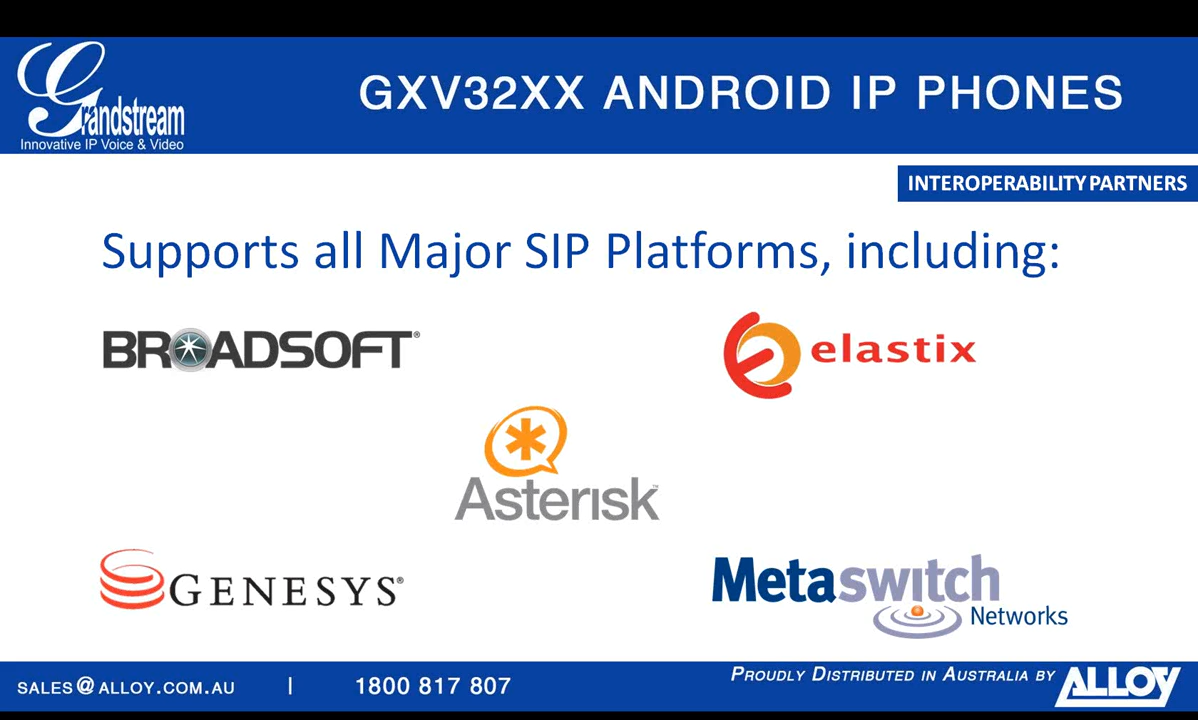 Grandstream
Innovative IP Voice & Video
GXV32XX ANDROID IP PHONES
INTEROPERABILITY PARTNERS
Supports all Major SIP Platforms, including:
BROADSOFT®
elastix
Asterisk™
GENESYS®
Metaswitch
Networks
SALES@ALLOY.COM.AU | 1800 817 807
PROUDLY DISTRIBUTED IN AUSTRALIA BY ALLOY